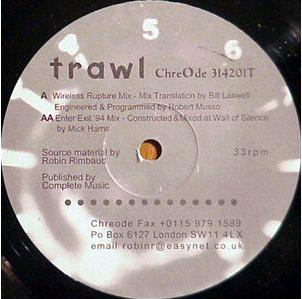 4 5 6
trawl ChreOde 314201T
A Wireless Rupture Mix - Mix Translation by Bill Laswell
Engineered & Programmed by Robert Musso
AA Enter Exit '94 Mix - Constructed & Mixed at Wall of Silence
by Mick Harris
Source material by
Robin Rimbaud
33rpm
Published by
Complete Music
Chreode Fax +0115 979 1589
Po Box 6127 London SW11 4LX
email robinr@easynet.co.uk